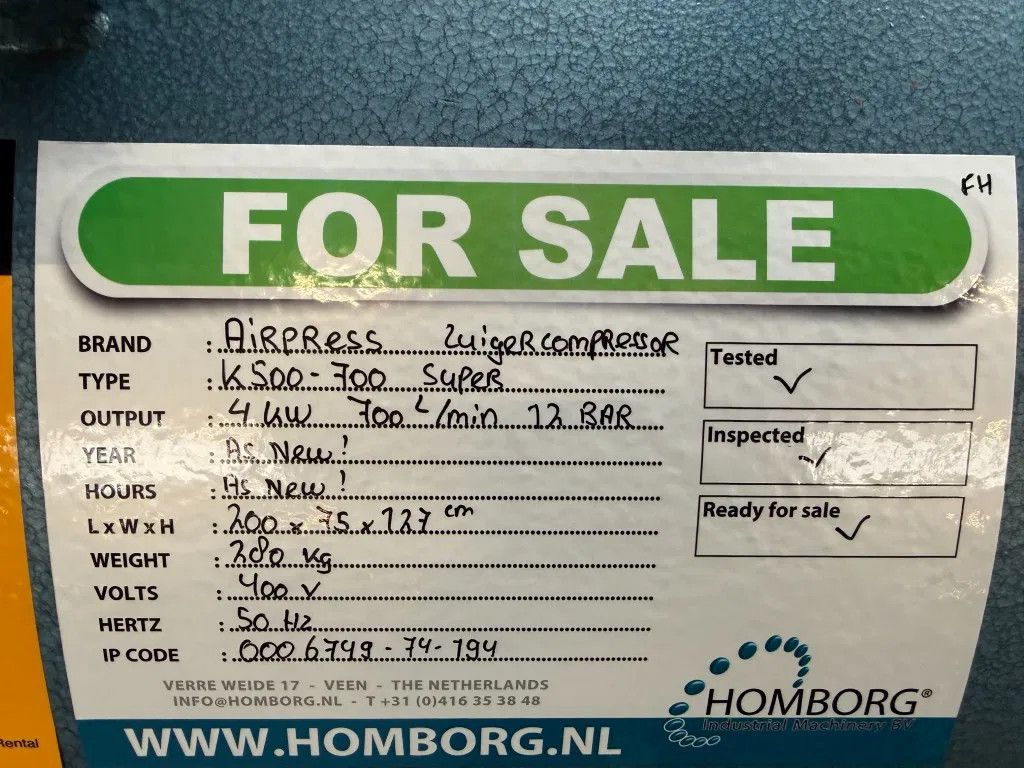 FOR SALE
FH
BRAND : AIRPRESS Zuigercompressor
TYPE : K500-700 Super
OUTPUT : 4 kW 700 L/min 12 BAR
YEAR : As New!
HOURS : As New!
L x W x H : 200 x 75 x 127 cm
WEIGHT : 280 kg
VOLTS : 400 V
HERTZ : 50 Hz
IP CODE : 0006749-74-194
Tested ✓
Inspected ✓
Ready for sale ✓
VERRE WEIDE 17 - VEEN - THE NETHERLANDS
INFO@HOMBORG.NL - T +31 (0)416 35 38 48
HOMBORG®
Industrial Machinery BV
WWW.HOMBORG.NL
Rental